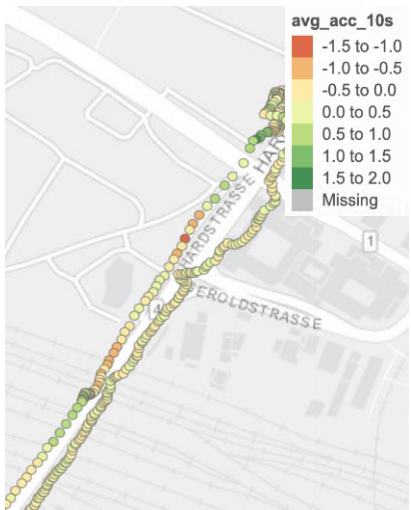 avg_acc_10s
-1.5 to -1.0
-1.0 to -0.5
-0.5 to 0.0
0.0 to 0.5
0.5 to 1.0
1.0 to 1.5
1.5 to 2.0
Missing
HAR
HARDSTRASSE
1
4
EROLDSTRASSE